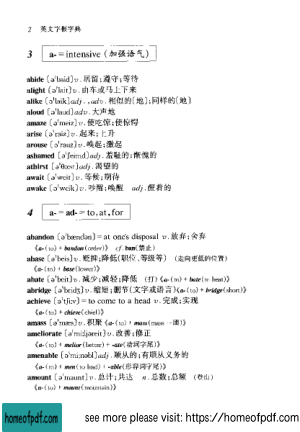 2 英文字根字典
3 a- = intensive (加强语气)
abide [ə'baid] v. 居留;遵守;等待
alight [ə'lait] v. 由车或马上下来
alike [ə'laik] adj., adv. 相似的[地];同样的[地]
aloud [ə'laud] adv. 大声地
amaze [ə'meiz] v. 使吃惊;使惊愕
arise [ə'raiz] v. 起来;上升
arouse [ə'rauz] v. 唤起;激起
ashamed [ə'ʃeimd] adj. 羞耻的;惭愧的
athirst [ə'θə:st] adj. 渴望的
await [ə'weit] v. 等候;期待
awake [ə'weik] v. 吵醒;唤醒 adj. 醒着的
4 a- = ad- = to, at, for
abandon [ə'bændən] = at one's disposal v. 放弃;舍弃
《a- (to) + bandon (order)》 cf. ban (禁止)
abase [ə'beis] v. 贬抑;降低(职位、等级等) (走向更低的位置)
《a- (to) + base (lower)》
abate [ə'beit] v. 减少;减轻;降低 (打) 《a- (to) + bate (= beat)》
abridge [ə'bridʒ] v. 缩短;删节(文字或语言) 《a- (to) + bridge (short)》
achieve [ə'tʃi:v] = to come to a head v. 完成;实现
《a- (to) + chieve (chief)》
amass [ə'mæs] v. 积聚 《a- (to) + mass (mass 一团)》
ameliorate [ə'mi:ljəreit] v. 改善;修正
《a- (to) + melior (better) + -ate (动词字尾)》
amenable [ə'mi:nəbl] adj. 顺从的;有顺从义务的
《a- (to) + men (to lead) + -able (形容词字尾)》
amount [ə'maunt] v. 总计;共达 n. 总数;总额 (登山)
《a- (to) + mount (mountain)》
homeofpdf.com
see more please visit: https://homeofpdf.com